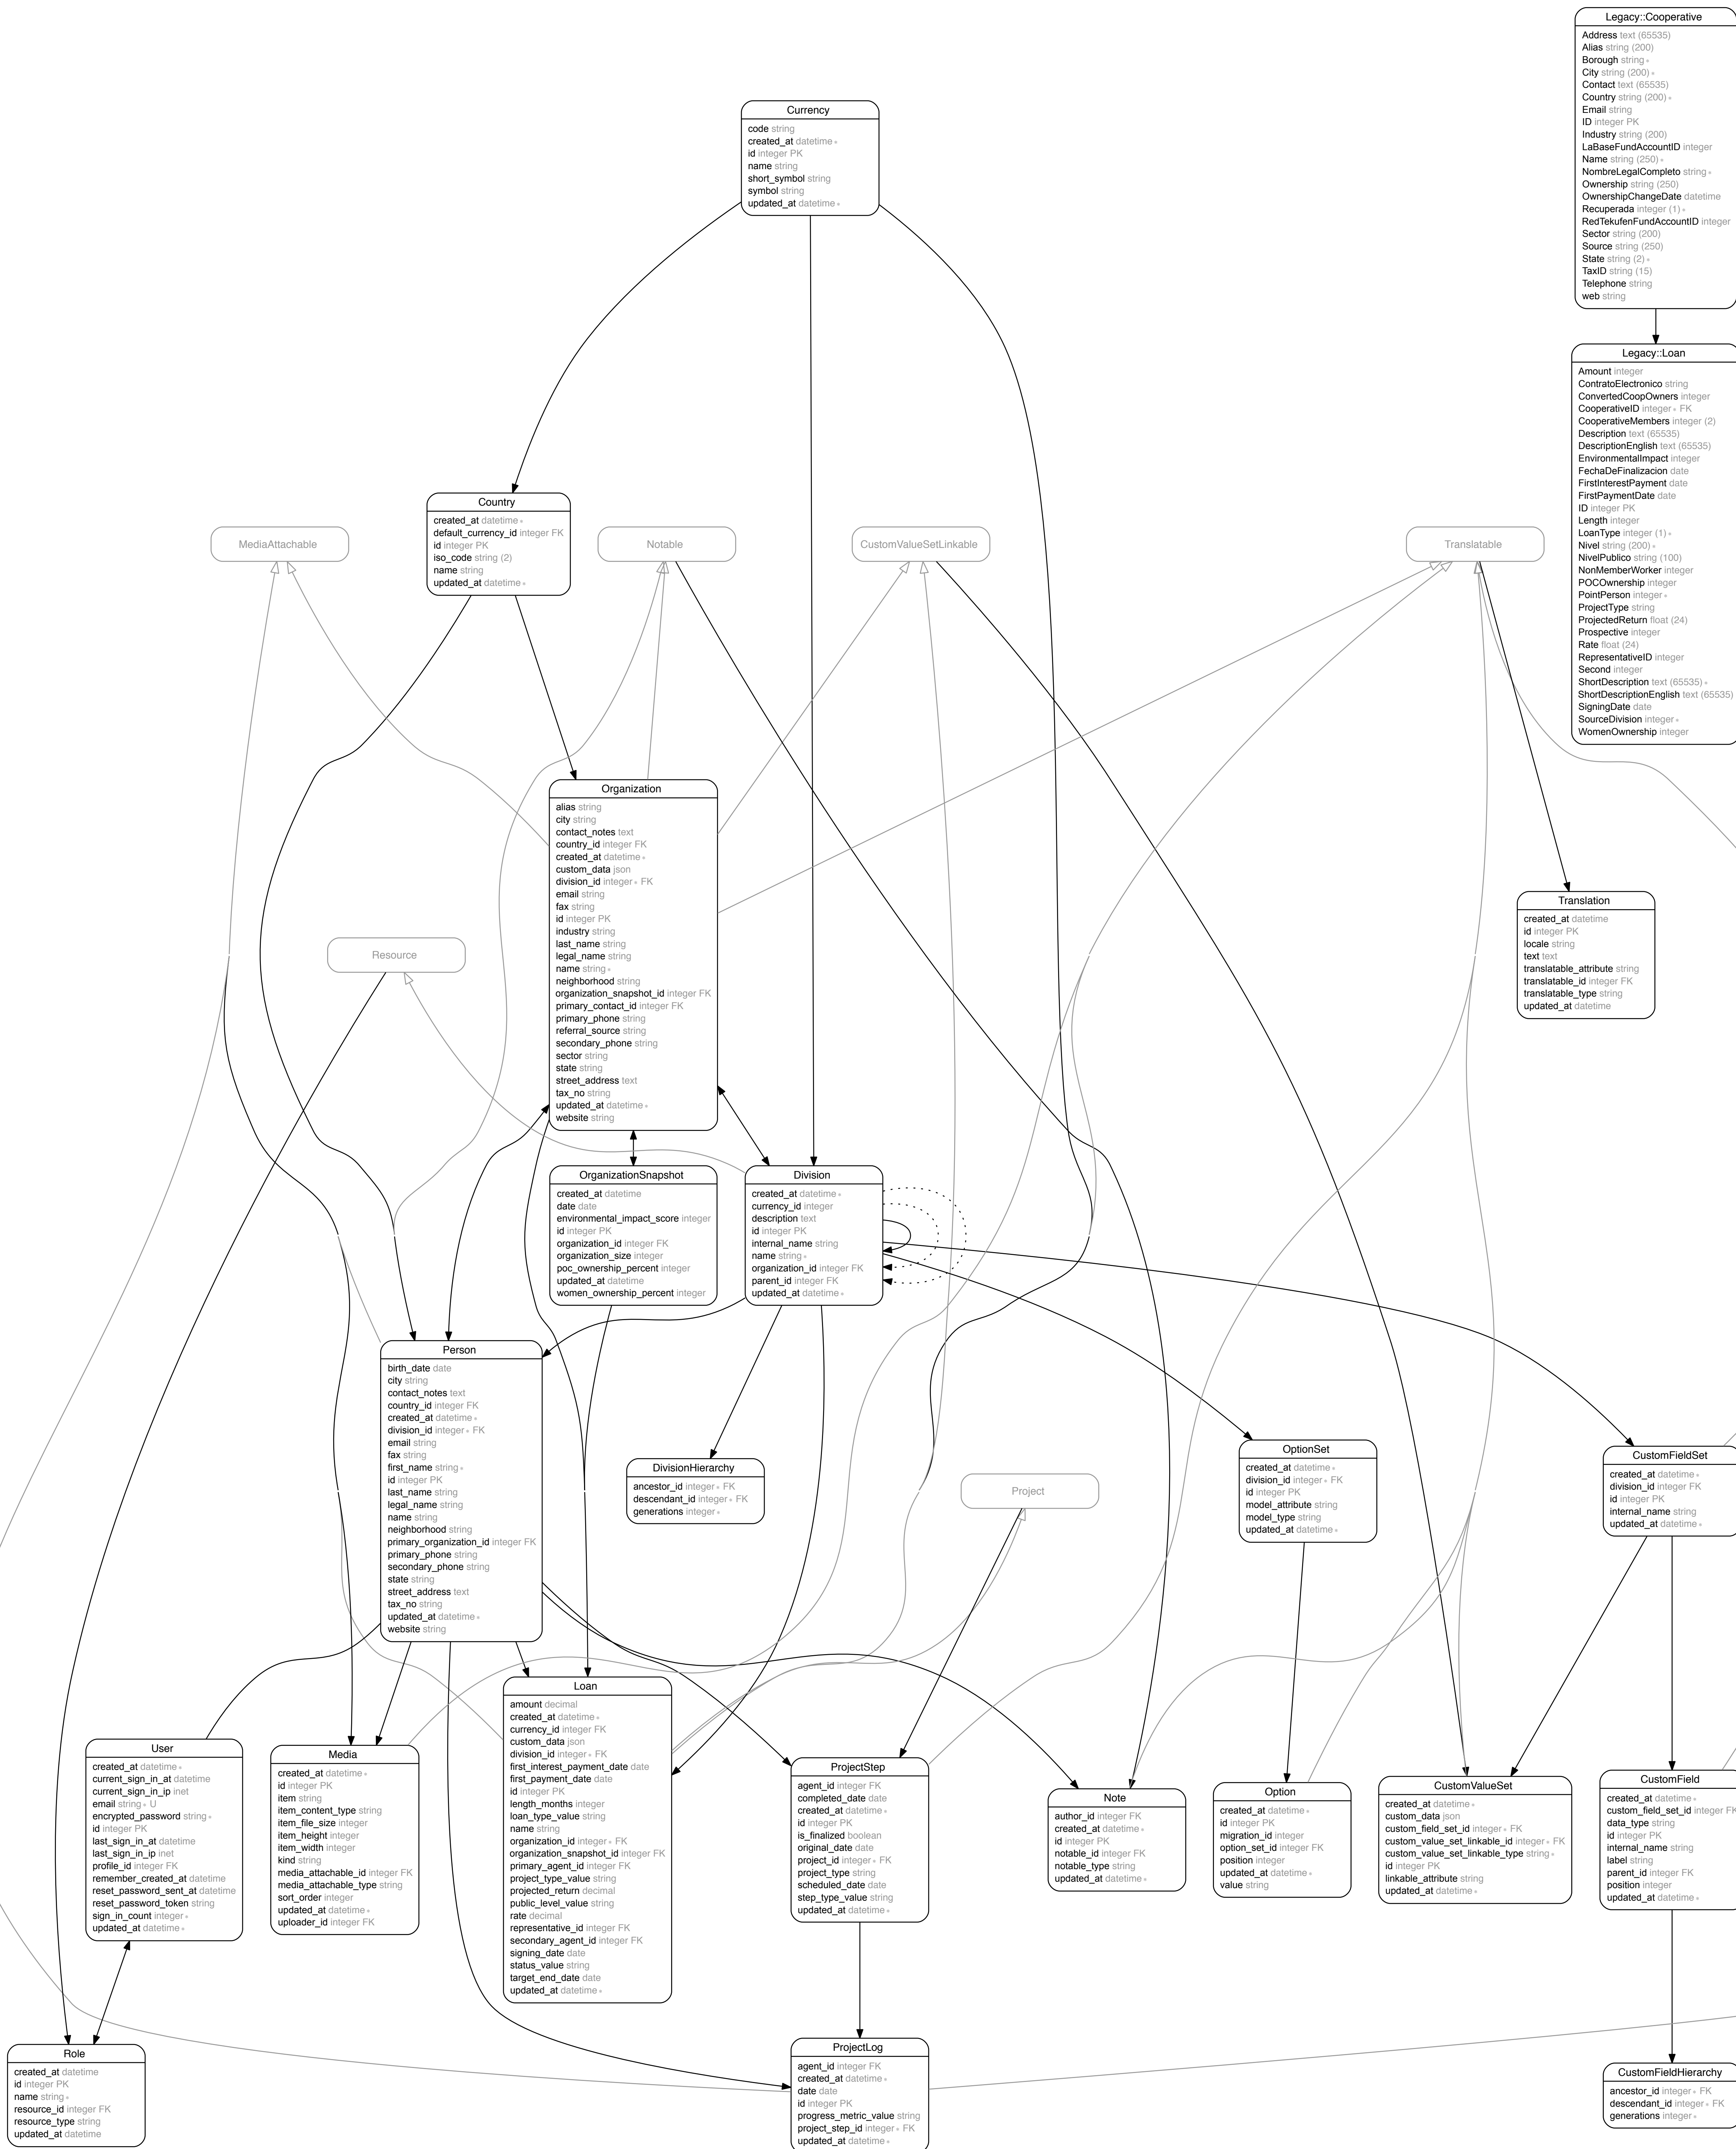 Legacy::Cooperative
Address text (65535)
Alias string (200)
Borough string ∗
City string (200) ∗
Contact text (65535)
Country string (200) ∗
Email string
ID integer PK
Industry string (200)
LaBaseFundAccountID integer
Name string (250) ∗
NombreLegalCompleto string ∗
Ownership string (250)
OwnershipChangeDate datetime
Recuperada integer (1) ∗
RedTekufenFundAccountID integer
Sector string (200)
Source string (250)
State string (2) ∗
TaxID string (15)
Telephone string
web string
Currency
code string
created_at datetime ∗
id integer PK
name string
short_symbol string
symbol string
updated_at datetime ∗
Legacy::Loan
Amount integer
ContratoElectronico string
ConvertedCoopOwners integer
CooperativeID integer ∗ FK
CooperativeMembers integer (2)
Description text (65535)
DescriptionEnglish text (65535)
EnvironmentalImpact integer
FechaDeFinalizacion date
FirstInterestPayment date
FirstPaymentDate date
ID integer PK
Length integer
LoanType integer (1) ∗
Nivel string (200) ∗
NivelPublico string (100)
NonMemberWorker integer
POCOwnership integer
PointPerson integer ∗
ProjectType string
ProjectedReturn float (24)
Prospective integer
Rate float (24)
RepresentativeID integer
Second integer
ShortDescription text (65535) ∗
ShortDescriptionEnglish text (65535)
SigningDate date
SourceDivision integer ∗
WomenOwnership integer
Country
created_at datetime ∗
default_currency_id integer FK
id integer PK
iso_code string (2)
name string
updated_at datetime ∗
MediaAttachable
Notable
CustomValueSetLinkable
Translatable
Organization
alias string
city string
contact_notes text
country_id integer FK
created_at datetime ∗
custom_data json
division_id integer ∗ FK
email string
fax string
id integer PK
industry string
last_name string
legal_name string
name string ∗
neighborhood string
organization_snapshot_id integer FK
primary_contact_id integer FK
primary_phone string
referral_source string
secondary_phone string
sector string
state string
street_address text
tax_no string
updated_at datetime ∗
website string
Translation
created_at datetime
id integer PK
locale string
text text
translatable_attribute string
translatable_id integer FK
translatable_type string
updated_at datetime
Resource
OrganizationSnapshot
created_at datetime
date date
environmental_impact_score integer
id integer PK
organization_id integer FK
organization_size integer
poc_ownership_percent integer
updated_at datetime
women_ownership_percent integer
Division
created_at datetime ∗
currency_id integer
description text
id integer PK
internal_name string
name string ∗
organization_id integer FK
parent_id integer FK
updated_at datetime ∗
Person
birth_date date
city string
contact_notes text
country_id integer FK
created_at datetime ∗
division_id integer ∗ FK
email string
fax string
first_name string ∗
id integer PK
last_name string
legal_name string
name string
neighborhood string
primary_organization_id integer FK
primary_phone string
secondary_phone string
state string
street_address text
tax_no string
updated_at datetime ∗
website string
DivisionHierarchy
ancestor_id integer ∗ FK
descendant_id integer ∗ FK
generations integer ∗
Project
OptionSet
created_at datetime ∗
division_id integer ∗ FK
id integer PK
model_attribute string
model_type string
updated_at datetime ∗
CustomFieldSet
created_at datetime ∗
division_id integer FK
id integer PK
internal_name string
updated_at datetime ∗
User
created_at datetime ∗
current_sign_in_at datetime
current_sign_in_ip inet
email string ∗ U
encrypted_password string ∗
id integer PK
last_sign_in_at datetime
last_sign_in_ip inet
profile_id integer FK
remember_created_at datetime
reset_password_sent_at datetime
reset_password_token string
sign_in_count integer ∗
updated_at datetime ∗
Media
created_at datetime ∗
id integer PK
item string
item_content_type string
item_file_size integer
item_height integer
item_width integer
kind string
media_attachable_id integer FK
media_attachable_type string
sort_order integer
updated_at datetime ∗
uploader_id integer FK
Loan
amount decimal
created_at datetime ∗
currency_id integer FK
custom_data json
division_id integer ∗ FK
first_interest_payment_date date
first_payment_date date
id integer PK
length_months integer
loan_type_value string
name string
organization_id integer ∗ FK
organization_snapshot_id integer FK
primary_agent_id integer FK
project_type_value string
projected_return decimal
public_level_value string
rate decimal
representative_id integer FK
secondary_agent_id integer FK
signing_date date
status_value string
target_end_date date
updated_at datetime ∗
ProjectStep
agent_id integer FK
completed_date date
created_at datetime ∗
id integer PK
is_finalized boolean
original_date date
project_id integer ∗ FK
project_type string
scheduled_date date
step_type_value string
updated_at datetime ∗
Note
author_id integer FK
created_at datetime ∗
id integer PK
notable_id integer FK
notable_type string
updated_at datetime ∗
Option
created_at datetime ∗
id integer PK
migration_id integer
option_set_id integer FK
position integer
updated_at datetime ∗
value string
CustomValueSet
created_at datetime ∗
custom_data json
custom_field_set_id integer ∗ FK
custom_value_set_linkable_id integer ∗ FK
custom_value_set_linkable_type string ∗
id integer PK
linkable_attribute string
updated_at datetime ∗
CustomField
created_at datetime ∗
custom_field_set_id integer FK
data_type string
id integer PK
internal_name string
label string
parent_id integer FK
position integer
updated_at datetime ∗
Role
created_at datetime
id integer PK
name string ∗
resource_id integer FK
resource_type string
updated_at datetime
ProjectLog
agent_id integer FK
created_at datetime ∗
date date
id integer PK
progress_metric_value string
project_step_id integer ∗ FK
updated_at datetime ∗
CustomFieldHierarchy
ancestor_id integer ∗ FK
descendant_id integer ∗ FK
generations integer ∗